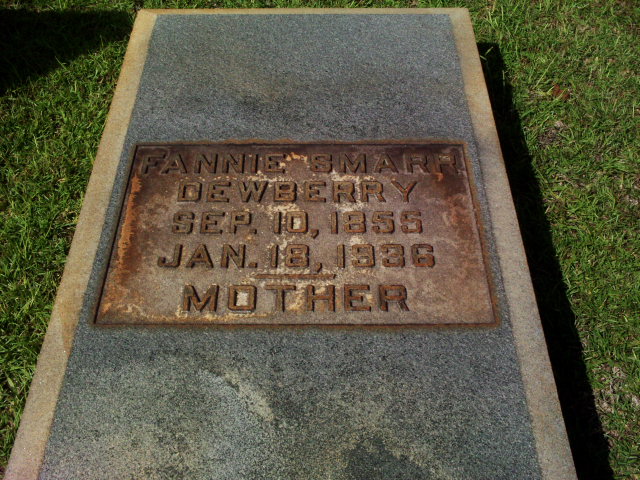 FANNIE SMARR
DEWBERRY
SEP. 10, 1855
JAN. 18, 1936
MOTHER